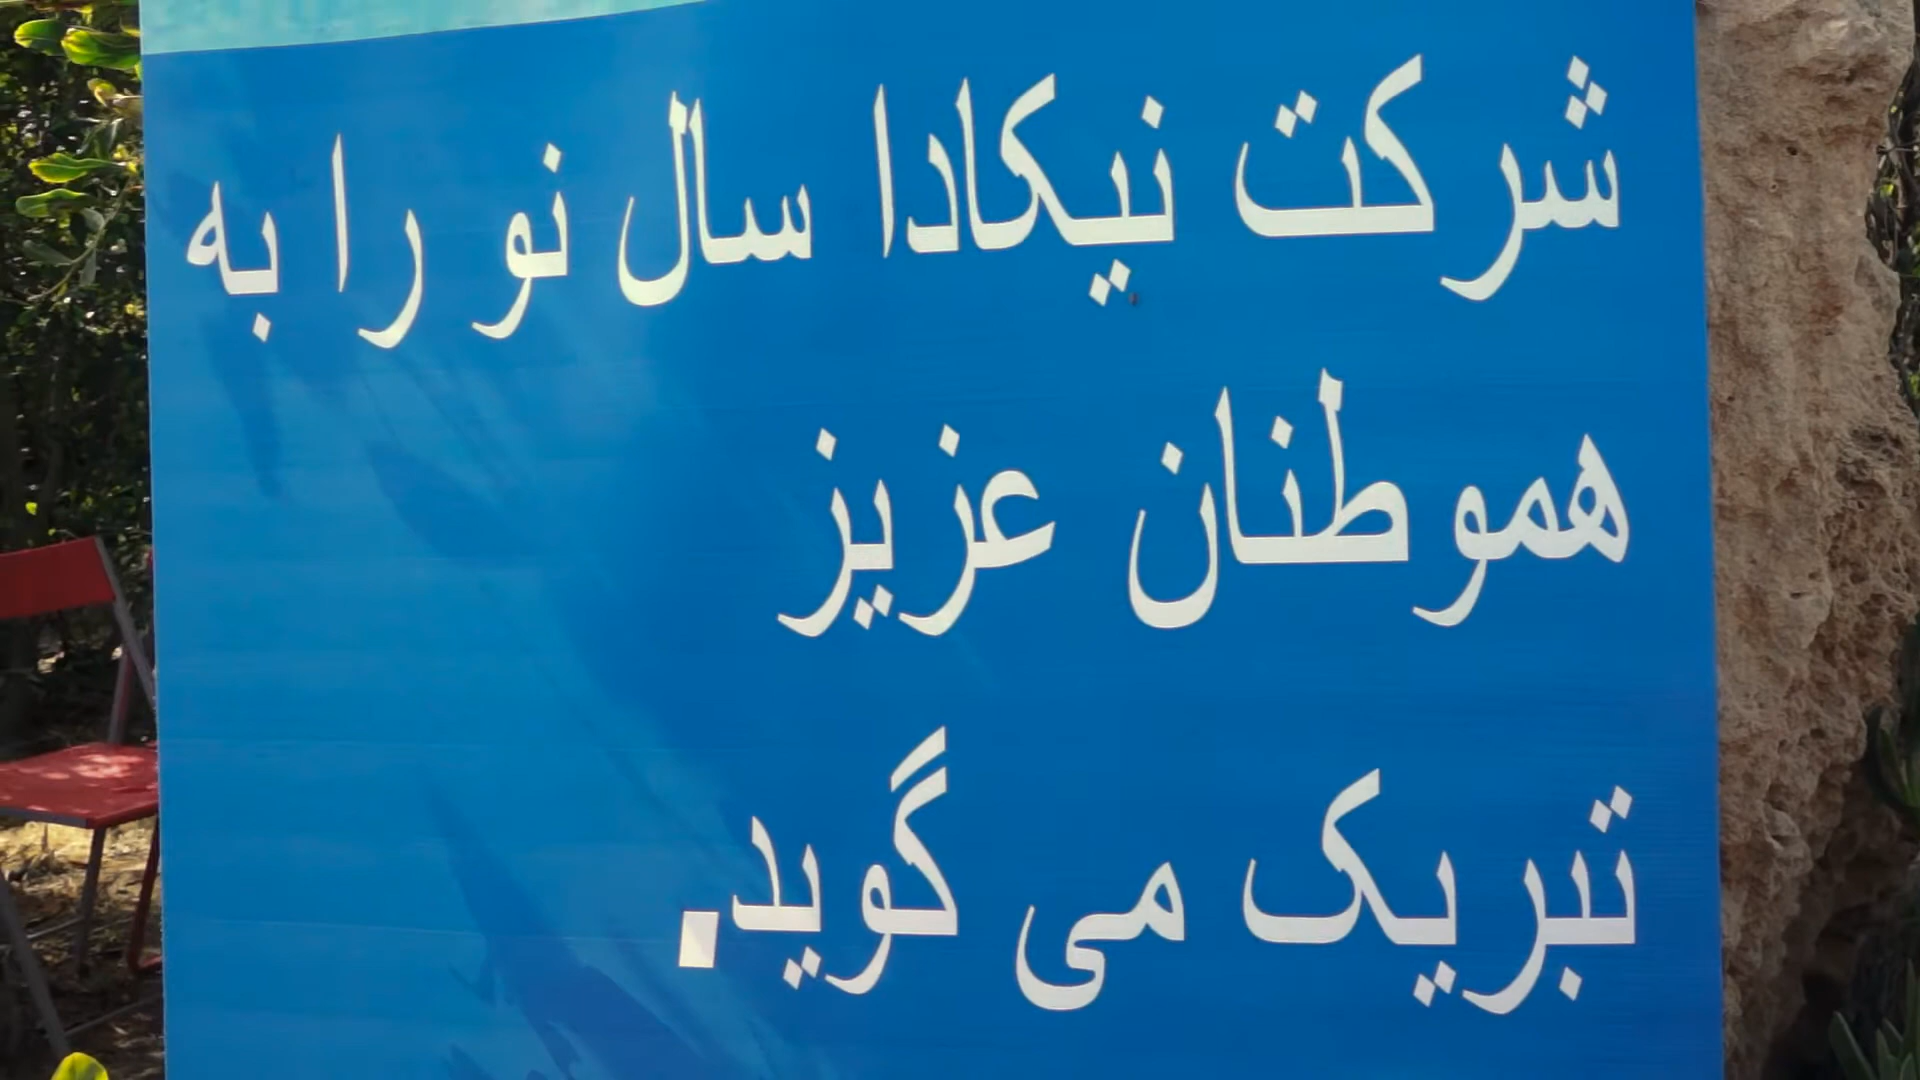 شرکت نیکادا سال نو را به
هموطنان عزیز
تبریک می گوید.